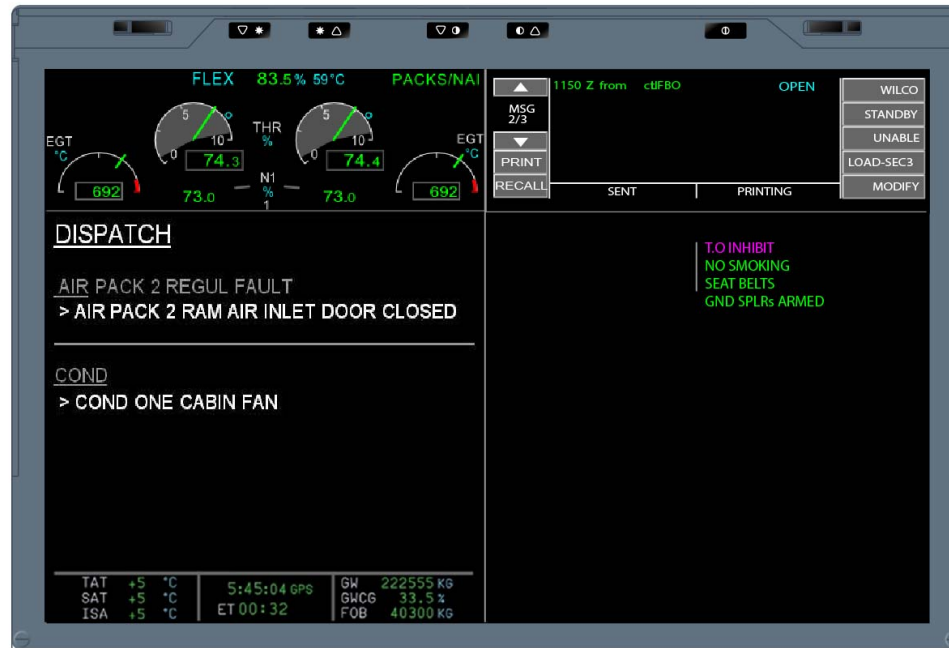 FLEX 83.5% 59°C PACKS/NAI
5 10 0
THR %
5 10 0
EGT °C
EGT °C
74.3 74.4
N1 % 1
692 73.0 73.0 692
MSG 2/3
PRINT
RECALL
1150 Z from ctlFBO OPEN
SENT PRINTING
WILCO
STANDBY
UNABLE
LOAD-SEC3
MODIFY
DISPATCH
AIR PACK 2 REGUL FAULT
> AIR PACK 2 RAM AIR INLET DOOR CLOSED
COND
> COND ONE CABIN FAN
T.O INHIBIT
NO SMOKING
SEAT BELTS
GND SPLRs ARMED
TAT +5 °C
SAT +5 °C
ISA +5 °C
5:45:04 GPS
ET 00:32
GW 222555 KG
GWCG 33.5 %
FOB 40300 KG